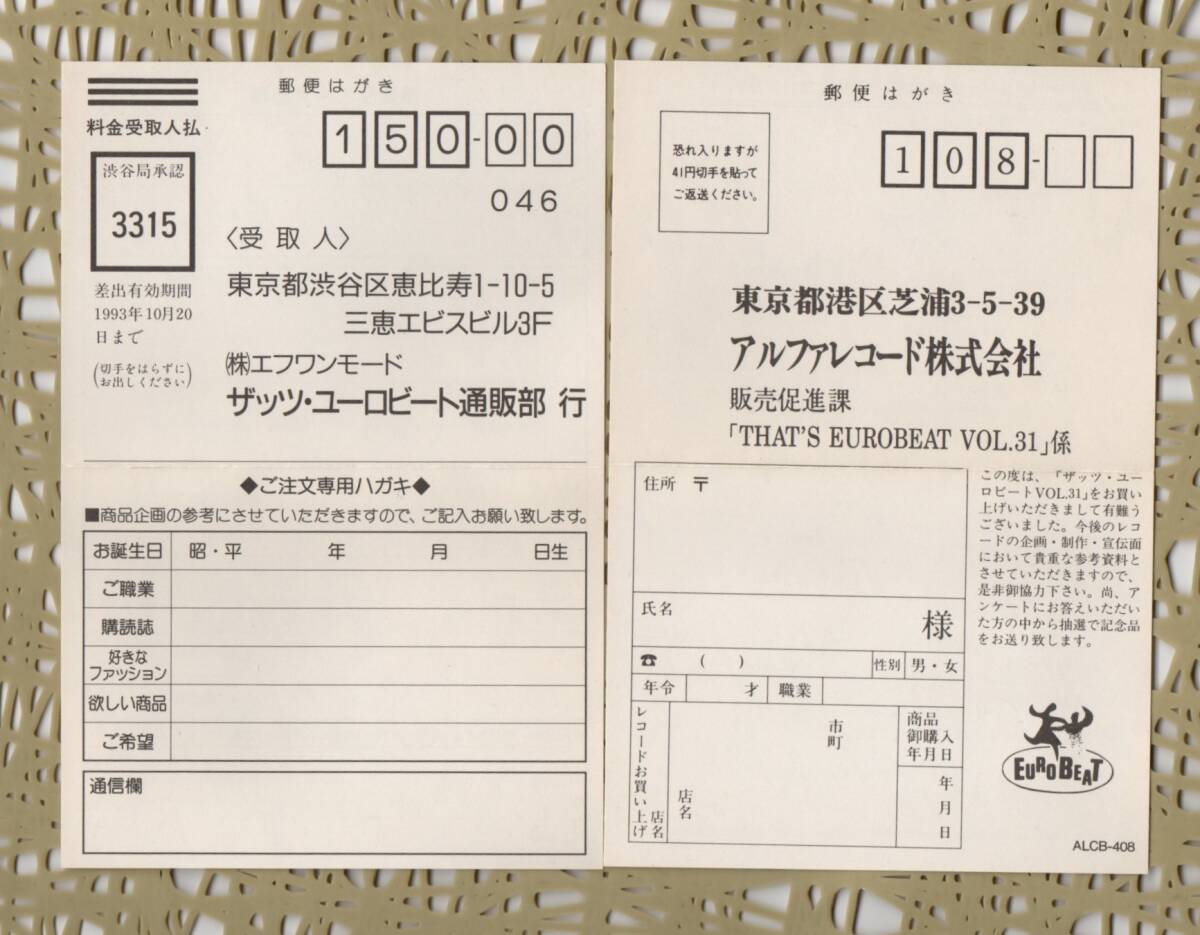 郵便はがき
料金受取人払
渋谷局承認
3315
差出有効期間
1993年10月20
日まで
(切手をはらずに
お出しください)
150-00
046
〈受取人〉
東京都渋谷区恵比寿1-10-5
三恵エビスビル3F
㈱エフワンモード
ザッツ・ユーロビート通販部 行
◆ご注文専用ハガキ◆
■商品企画の参考にさせていただきますので、ご記入お願い致します。
お誕生日 昭・平 年 月 日生
ご職業
購読誌
好きな
ファッション
欲しい商品
ご希望
通信欄
郵便はがき
恐れ入りますが
41円切手を貼って
ご返送ください。
108-
東京都港区芝浦3-5-39
アルファレコード株式会社
販売促進課
「THAT'S EUROBEAT VOL.31」係
住所 〒
氏名
様
☎ ( ) 性別 男・女
年令 才 職業
レコードお買い上げ店名
市
町
店名
商品
御購入
年月日
年
月
日
この度は、「ザッツ・ユー
ロビートVOL.31」をお買い
上げいただきまして有難う
ございました。今後のレコ
ードの企画・制作・宣伝面
において貴重な参考資料と
させていただきますので、
是非御協力下さい。尚、ア
ンケートにお答えいただい
た方の中から抽選で記念品
をお送り致します。
EUROBEAT
ALCB-408